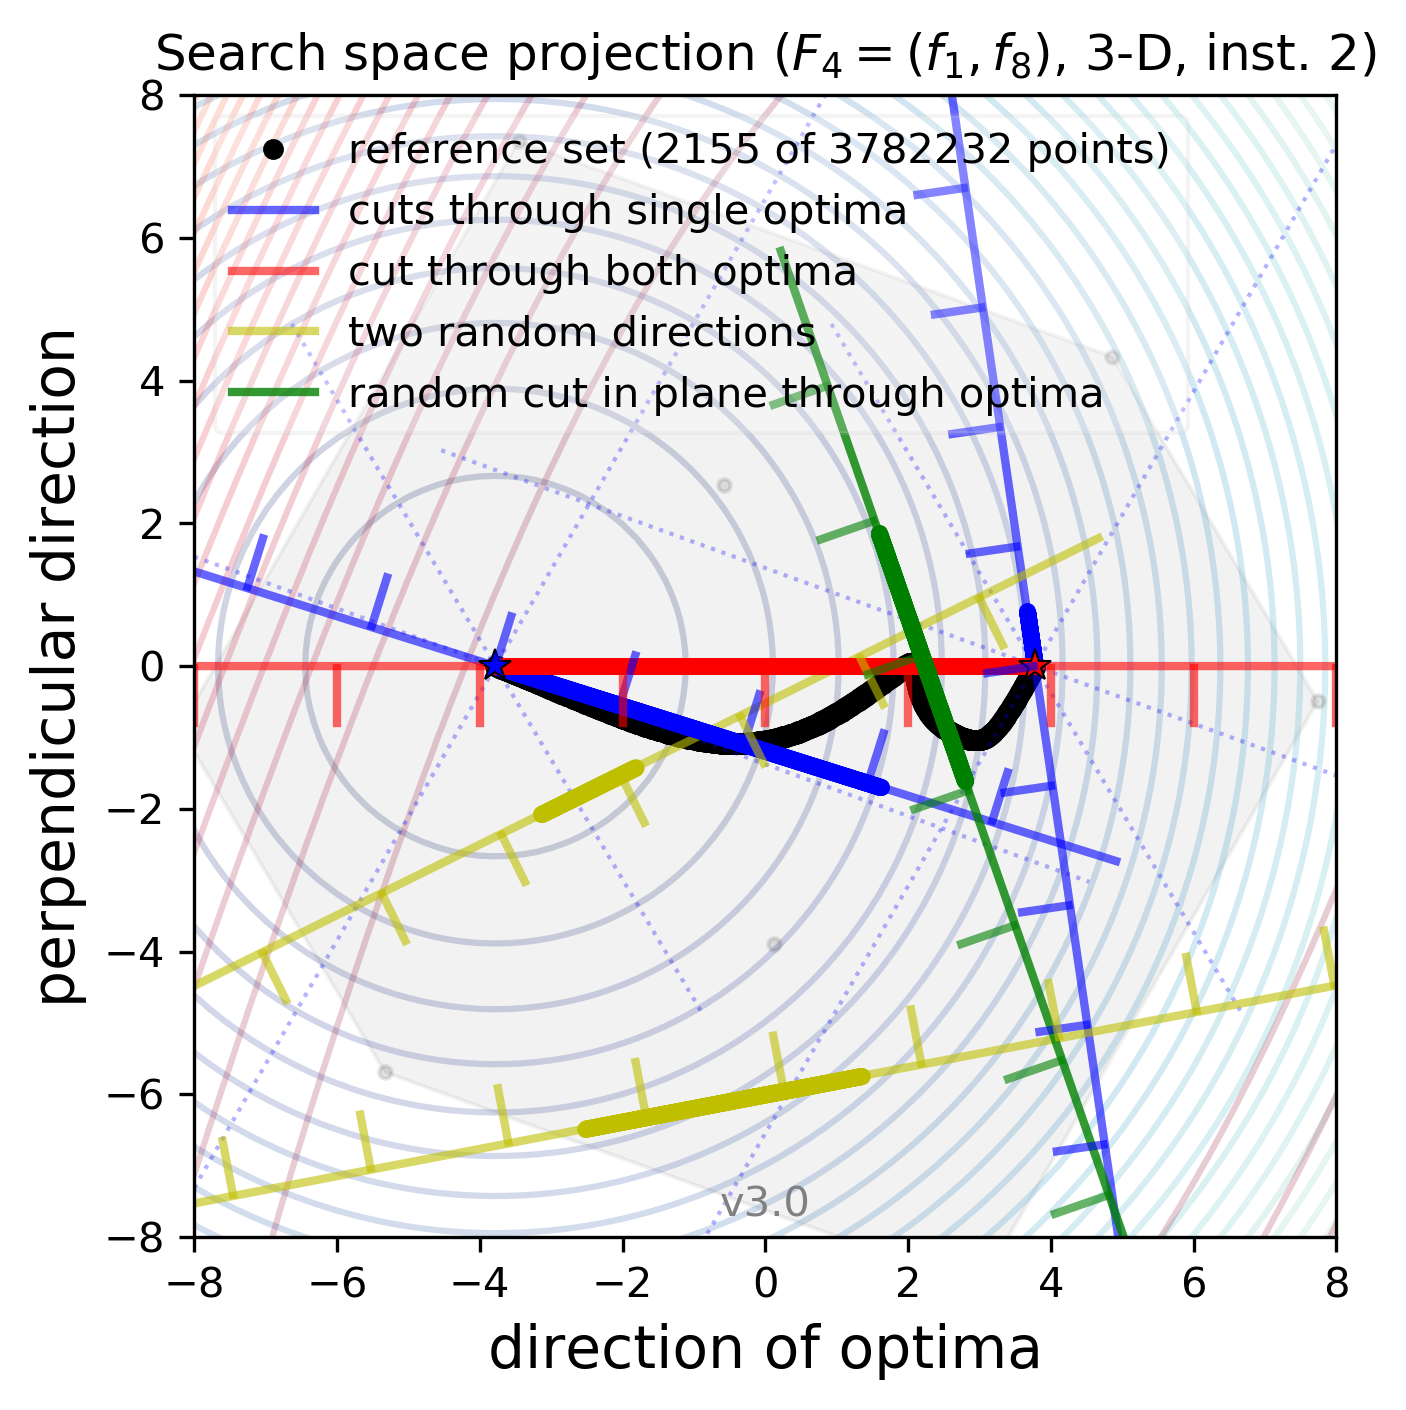 Search space projection (F₄ = (f₁, f₈), 3-D, inst. 2)
reference set (2155 of 3782232 points)
cuts through single optima
cut through both optima
two random directions
random cut in plane through optima
perpendicular direction
8
6
4
2
0
−2
−4
−6
−8
v3.0
−8 −6 −4 −2 0 2 4 6 8
direction of optima